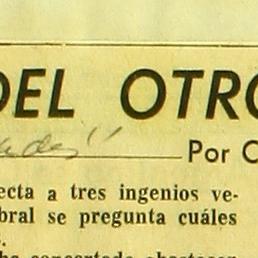 DEL OTRO
Por C
ecta a tres ingenios ve-
bral se pregunta cuáles